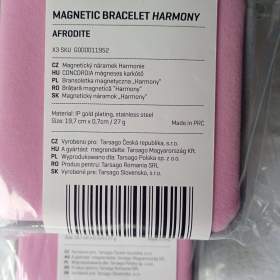 MAGNETIC BRACELET HARMONY
AFRODITE
X3 SKU G0000011952
CZ Magnetický náramek Harmonie
HU CONCORDIA mágneses karkötő
PL Bransoletka magnetyczna „Harmony"
RO Brățară magnetică "Harmony"
SK Magnetický náramok „Harmony"
Material: IP gold plating, stainless steel
Size: 19,7 cm x 0,7cm / 27 g
Made in PRC
CZ Vyrobeno pro: Tarsago Česká republika, s.r.o.
HU A gyártást megrendelte: Tarsago Magyarország Kft.
PL Wyprodukowano dla: Tarsago Polska sp. z o.o.
RO Produs pentru: Tarsago Romania SRL
SK Vyrobené pre: Tarsago Slovensko, s.r.o.